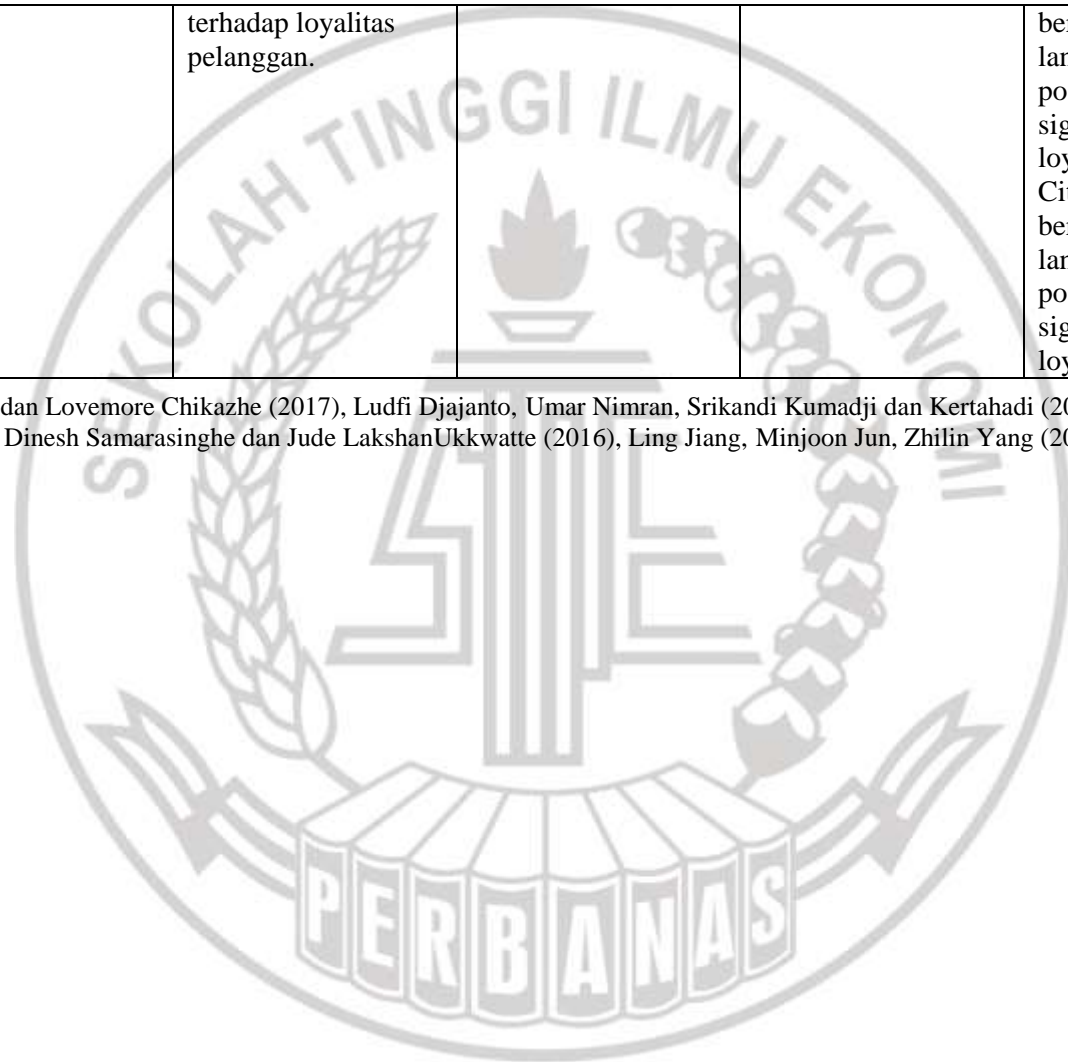 terhadap loyalitas
pelanggan.
dan Lovemore Chikazhe (2017), Ludfi Djajanto, Umar Nimran, Srikandi Kumadji dan Kertahadi
Dinesh Samarasinghe dan Jude LakshanUkkwatte (2016), Ling Jiang, Minjoon Jun, Zhilin Yang
SEKOLAH TINGGI ILMU EKONOMI
PERBANAS